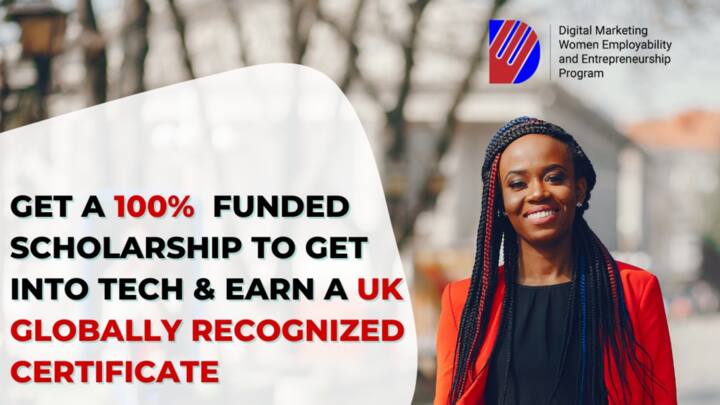 Digital Marketing
Women Employability
and Entrepreneurship
Program
GET A 100% FUNDED
SCHOLARSHIP TO GET
INTO TECH & EARN A UK
GLOBALLY RECOGNIZED
CERTIFICATE